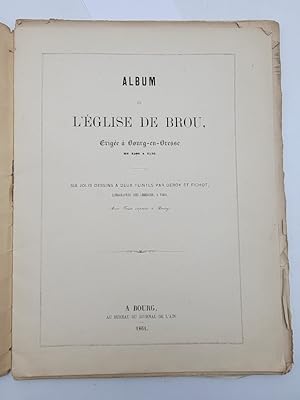 ALBUM
DE
L'ÉGLISE DE BROU,
Érigée à Bourg-en-Bresse
SIX JOLIS DESSINS A DEUX TEINTES PAR DEROY ET FICHOT,
A BOURG,
AU BUREAU DU JOURNAL DE L'AIN
1861.